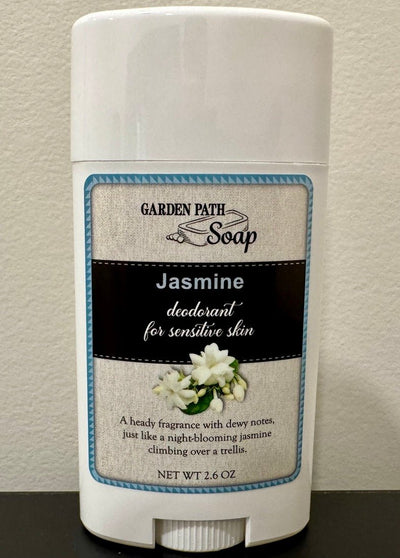 GARDEN PATH
Soap
Jasmine
deodorant
for sensitive skin
A heady fragrance with dewy notes,
just like a night-blooming jasmine
climbing over a trellis.
NET WT 2.6 OZ